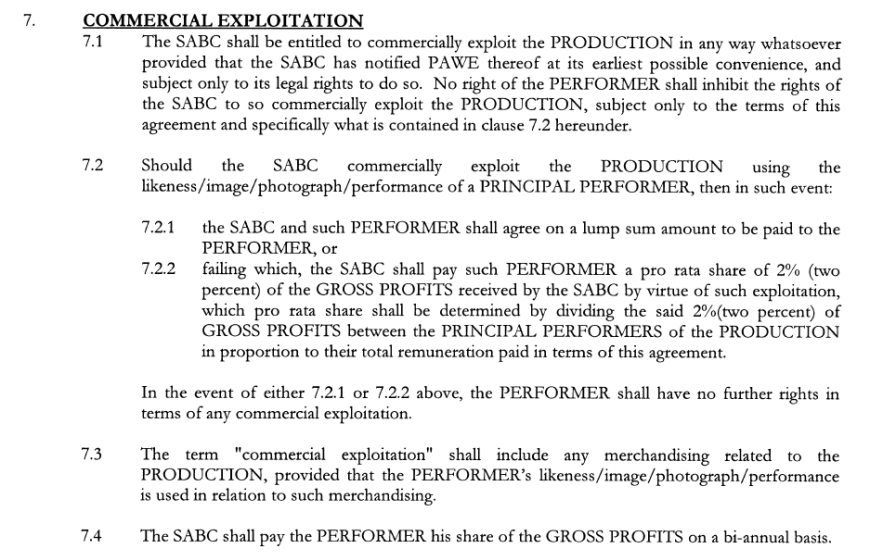 7. COMMERCIAL EXPLOITATION
7.1 The SABC shall be entitled to commercially exploit the PRODUCTION in any way whatsoever
provided that the SABC has notified PAWE thereof at its earliest possible convenience, and
subject only to its legal rights to do so. No right of the PERFORMER shall inhibit the rights of
the SABC to so commercially exploit the PRODUCTION, subject only to the terms of this
agreement and specifically what is contained in clause 7.2 hereunder.
7.2 Should the SABC commercially exploit the PRODUCTION using the
likeness/image/photograph/performance of a PRINCIPAL PERFORMER, then in such event:
7.2.1 the SABC and such PERFORMER shall agree on a lump sum amount to be paid to the
PERFORMER, or
7.2.2 failing which, the SABC shall pay such PERFORMER a pro rata share of 2% (two
percent) of the GROSS PROFITS received by the SABC by virtue of such exploitation,
which pro rata share shall be determined by dividing the said 2%(two percent) of
GROSS PROFITS between the PRINCIPAL PERFORMERS of the PRODUCTION
in proportion to their total remuneration paid in terms of this agreement.
In the event of either 7.2.1 or 7.2.2 above, the PERFORMER shall have no further rights in
terms of any commercial exploitation.
7.3 The term "commercial exploitation" shall include any merchandising related to the
PRODUCTION, provided that the PERFORMER's likeness/image/photograph/performance
is used in relation to such merchandising.
7.4 The SABC shall pay the PERFORMER his share of the GROSS PROFITS on a bi-annual basis.